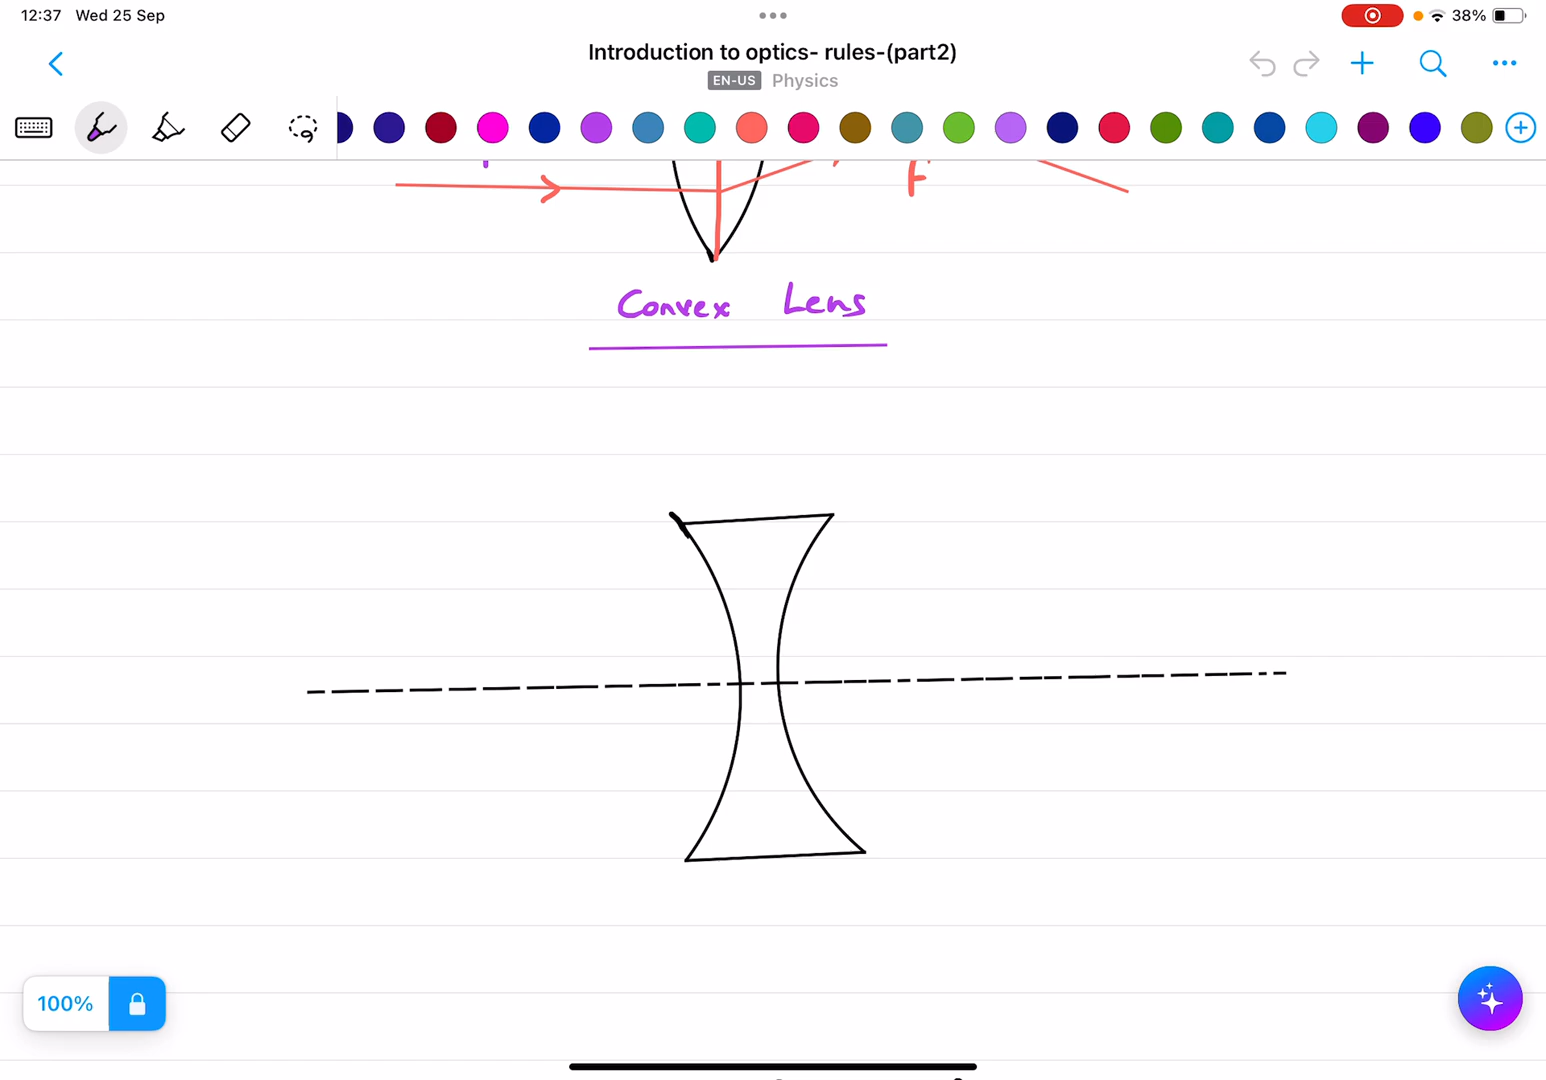 12:37 Wed 25 Sep
38%
Introduction to optics- rules-(part2)
EN-US Physics
F
Convex Lens
100%